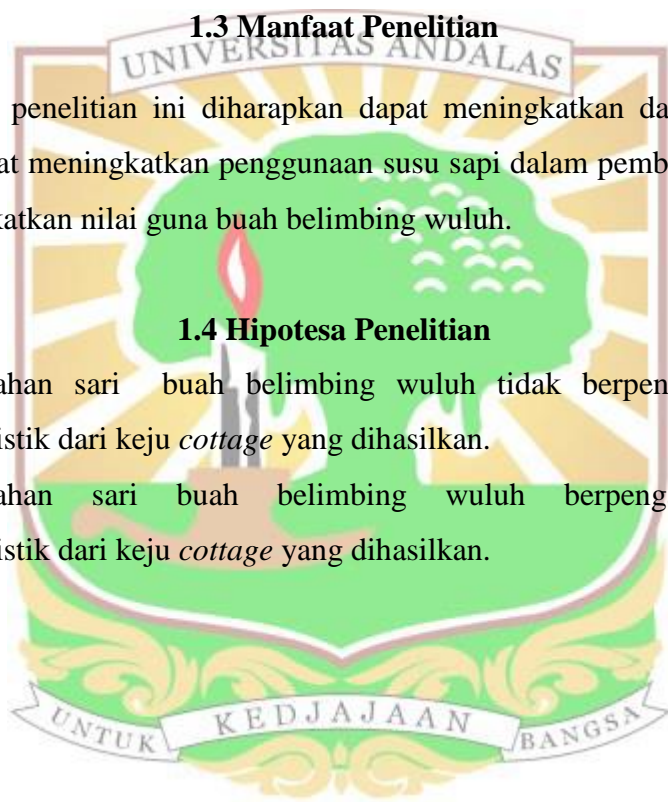 1.3 Manfaat Penelitian
UNIVERSITAS ANDALAS
penelitian ini diharapkan dapat meningkatkan da
at meningkatkan penggunaan susu sapi dalam pemb
katkan nilai guna buah belimbing wuluh.
1.4 Hipotesa Penelitian
ahan sari buah belimbing wuluh tidak berpen
istik dari keju cottage yang dihasilkan.
ahan sari buah belimbing wuluh berpeng
istik dari keju cottage yang dihasilkan.
UNTUK KEDJAJAAN BANGSA